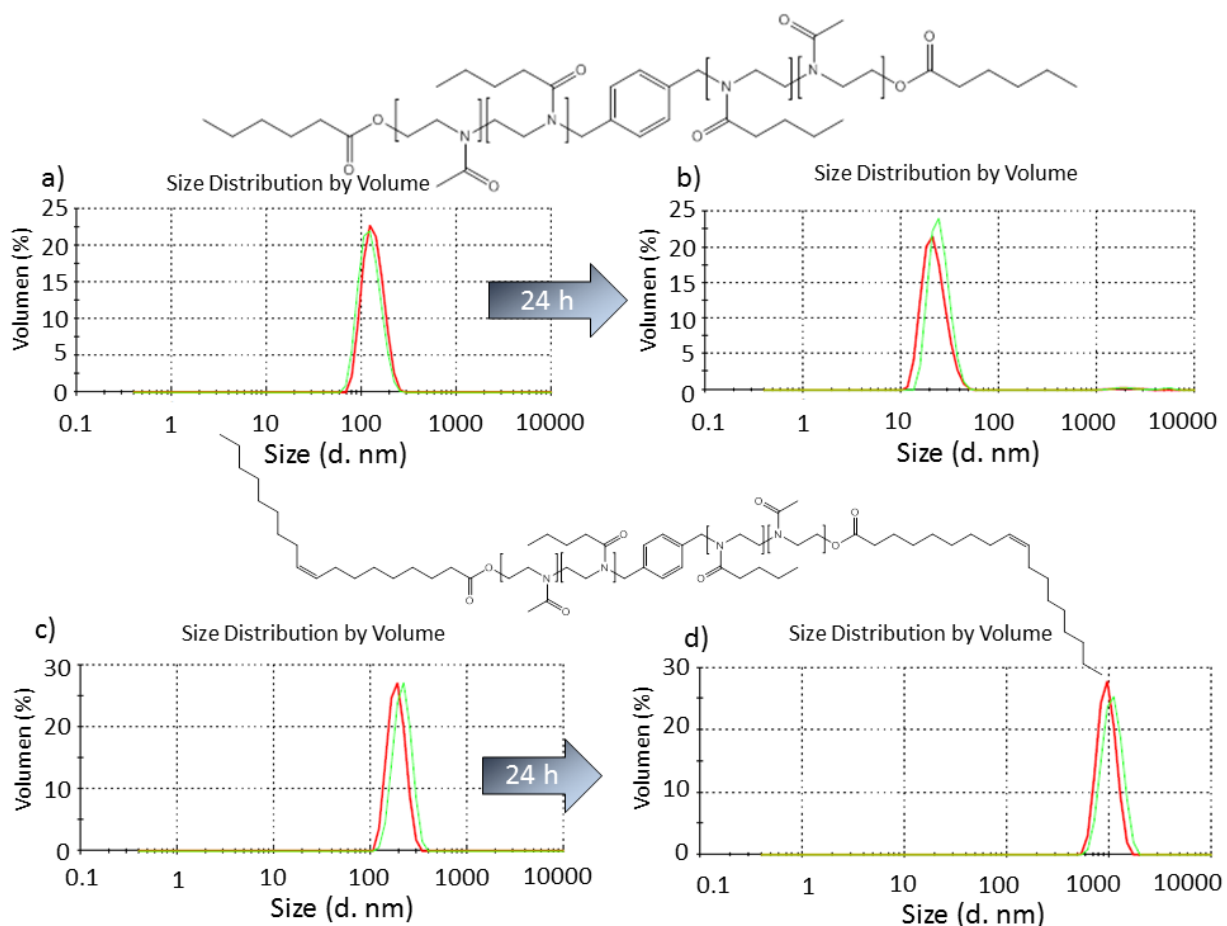 O
O
N
O
N
N
O
O
O
N
N
O
O
O
a)
Size Distribution by Volume
Volumen (%)
25
20
15
10
5
0
0.1 1 10 100 1000 10000
Size (d. nm)
24 h
b)
Size Distribution by Volume
Volumen (%)
25
20
15
10
5
0
0.1 1 10 100 1000 10000
Size (d. nm)
O
O
N
O
N
N
O
O
O
N
N
O
O
O
c)
Size Distribution by Volume
Volumen (%)
30
20
10
0
0.1 1 10 100 1000 10000
Size (d. nm)
24 h
d)
Size Distribution by Volume
Volumen (%)
30
20
10
0
0.1 1 10 100 1000 10000
Size (d. nm)